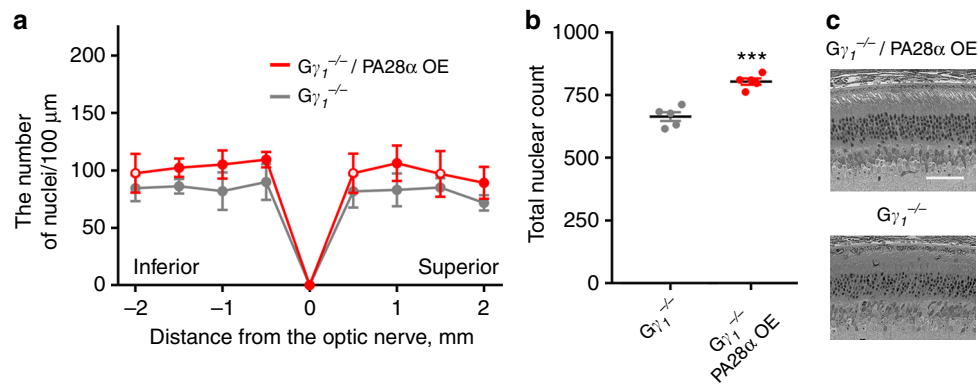 a
The number
of nuclei/100 μm
200
150
100
50
0
Gγ₁⁻/⁻ / PA28α OE
Gγ₁⁻/⁻
Inferior
Superior
–2
–1
0
1
2
Distance from the optic nerve, mm
b
Total nuclear count
1000
750
500
250
0
***
Gγ₁⁻/⁻
Gγ₁⁻/⁻
PA28α OE
c
Gγ₁⁻/⁻ / PA28α OE
Gγ₁⁻/⁻